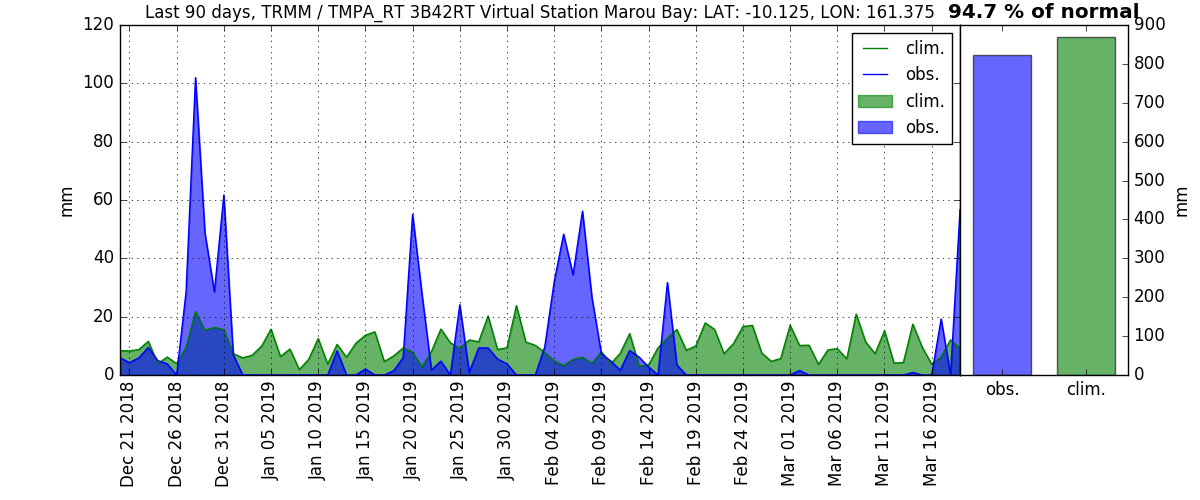 Last 90 days, TRMM / TMPA_RT 3B42RT Virtual Station Marou Bay: LAT: -10.125, LON: 161.375 94.7 % of normal
120
100
80
60
40
20
0
mm
clim.
obs.
clim.
obs.
900
800
700
600
500
400
300
200
100
0
mm
Dec 21 2018
Dec 26 2018
Dec 31 2018
Jan 05 2019
Jan 10 2019
Jan 15 2019
Jan 20 2019
Jan 25 2019
Jan 30 2019
Feb 04 2019
Feb 09 2019
Feb 14 2019
Feb 19 2019
Feb 24 2019
Mar 01 2019
Mar 06 2019
Mar 11 2019
Mar 16 2019
obs.
clim.